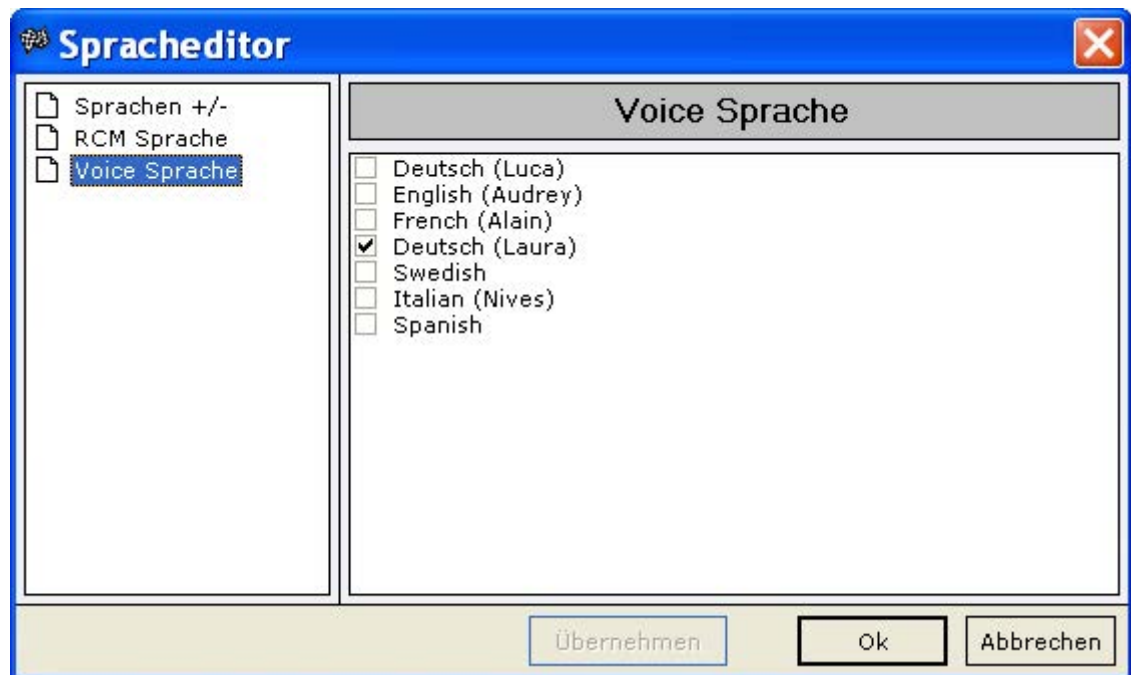 Spracheditor
Sprachen +/-
RCM Sprache
Voice Sprache
Voice Sprache
Deutsch (Luca)
English (Audrey)
French (Alain)
Deutsch (Laura)
Swedish
Italian (Nives)
Spanish
Übernehmen
Ok
Abbrechen